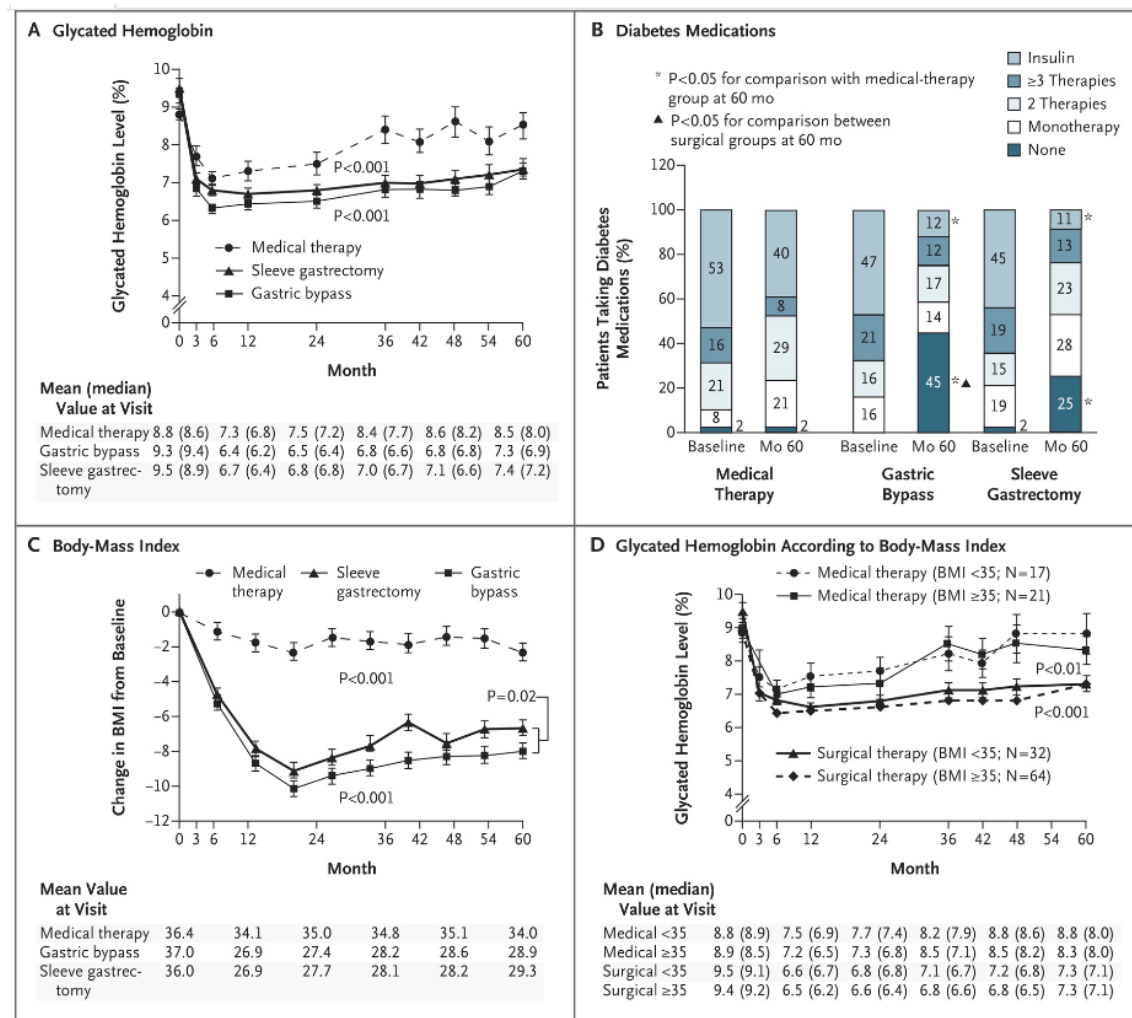 A Glycated Hemoglobin
Glycated Hemoglobin Level (%)
10
9
8
7
6
5
4
0
P<0.001
P<0.001
Medical therapy
Sleeve gastrectomy
Gastric bypass
0 3 6 12 24 36 42 48 54 60
Month
Mean (median)
Value at Visit
Medical therapy 8.8 (8.6) 7.3 (6.8) 7.5 (7.2) 8.4 (7.7) 8.6 (8.2) 8.5 (8.0)
Gastric bypass 9.3 (9.4) 6.4 (6.2) 6.5 (6.4) 6.8 (6.6) 6.8 (6.8) 7.3 (6.9)
Sleeve gastrec- 9.5 (8.9) 6.7 (6.4) 6.8 (6.8) 7.0 (6.7) 7.1 (6.6) 7.4 (7.2)
tomy
B Diabetes Medications
* P<0.05 for comparison with medical-therapy
group at 60 mo
▲ P<0.05 for comparison between
surgical groups at 60 mo
Insulin
≥3 Therapies
2 Therapies
Monotherapy
None
Patients Taking Diabetes
Medications (%)
120
100
80
60
40
20
0
53 16 21 8 2
40 8 29 21
47 21 16 16
12 * 12 17 14 45 *▲
45 19 15 19 2
11 * 13 23 28 25 *
Baseline Mo 60 Baseline Mo 60 Baseline Mo 60
Medical Gastric Sleeve
Therapy Bypass Gastrectomy
C Body-Mass Index
Medical Sleeve Gastric
therapy gastrectomy bypass
Change in BMI from Baseline
0
−2
−4
−6
−8
−10
−12
P<0.001
P=0.02
P<0.001
0 3 6 12 24 36 42 48 54 60
Month
Mean Value
at Visit
Medical therapy 36.4 34.1 35.0 34.8 35.1 34.0
Gastric bypass 37.0 26.9 27.4 28.2 28.6 28.9
Sleeve gastrec- 36.0 26.9 27.7 28.1 28.2 29.3
tomy
D Glycated Hemoglobin According to Body-Mass Index
Medical therapy (BMI <35; N=17)
Medical therapy (BMI ≥35; N=21)
Glycated Hemoglobin Level (%)
10
9
8
7
6
5
4
0
P<0.01
P<0.001
Surgical therapy (BMI <35; N=32)
Surgical therapy (BMI ≥35; N=64)
0 3 6 12 24 36 42 48 60
Month
Mean (median)
Value at Visit
Medical <35 8.8 (8.9) 7.5 (6.9) 7.7 (7.4) 8.2 (7.9) 8.8 (8.6) 8.8 (8.0)
Medical ≥35 8.9 (8.5) 7.2 (6.5) 7.3 (6.8) 8.5 (7.1) 8.5 (8.2) 8.3 (8.0)
Surgical <35 9.5 (9.1) 6.6 (6.7) 6.8 (6.8) 7.1 (6.7) 7.2 (6.8) 7.3 (7.1)
Surgical ≥35 9.4 (9.2) 6.5 (6.2) 6.6 (6.4) 6.8 (6.6) 6.8 (6.5) 7.3 (7.1)